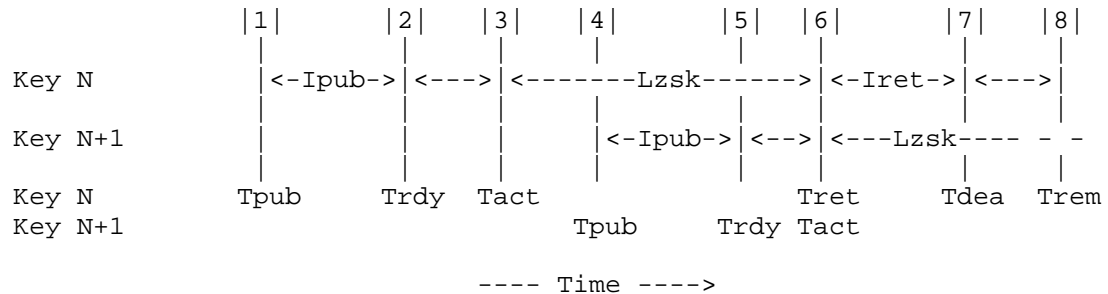 |1|      |2|   |3|   |4|      |5|  |6|      |7|   |8|
 |        |     |     |        |    |        |     |
Key N     |<-Ipub->|<--->|<-------Lzsk------>|<-Iret->|<--->|
 |        |     |     |        |    |        |     |
Key N+1   |        |     |     |<-Ipub->|<-->|<---Lzsk---- - -
 |        |     |     |        |    |        |     |
Key N     Tpub     Trdy  Tact                Tret     Tdea  Trem
Key N+1   Tpub     Trdy Tact
---- Time ---->